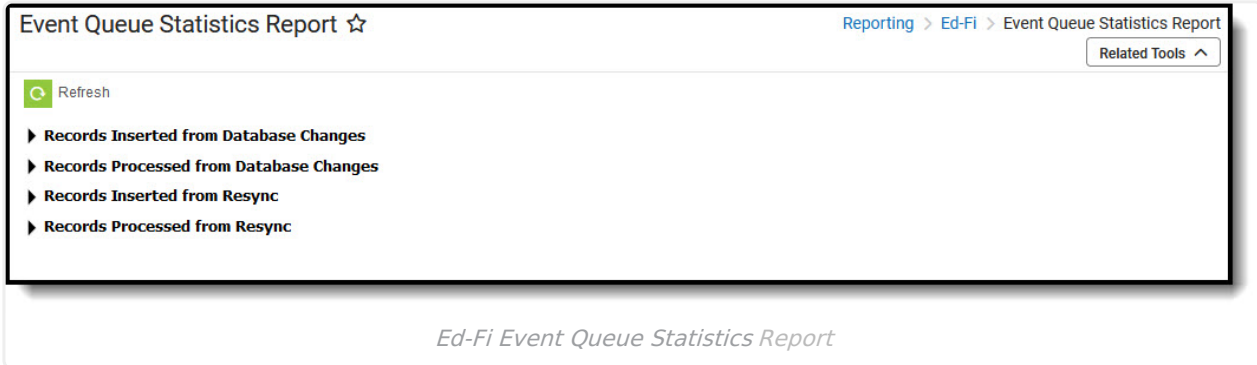 Event Queue Statistics Report
Reporting > Ed-Fi > Event Queue Statistics Report
Related Tools
Refresh
Records Inserted from Database Changes
Records Processed from Database Changes
Records Inserted from Resync
Records Processed from Resync
Ed-Fi Event Queue Statistics Report